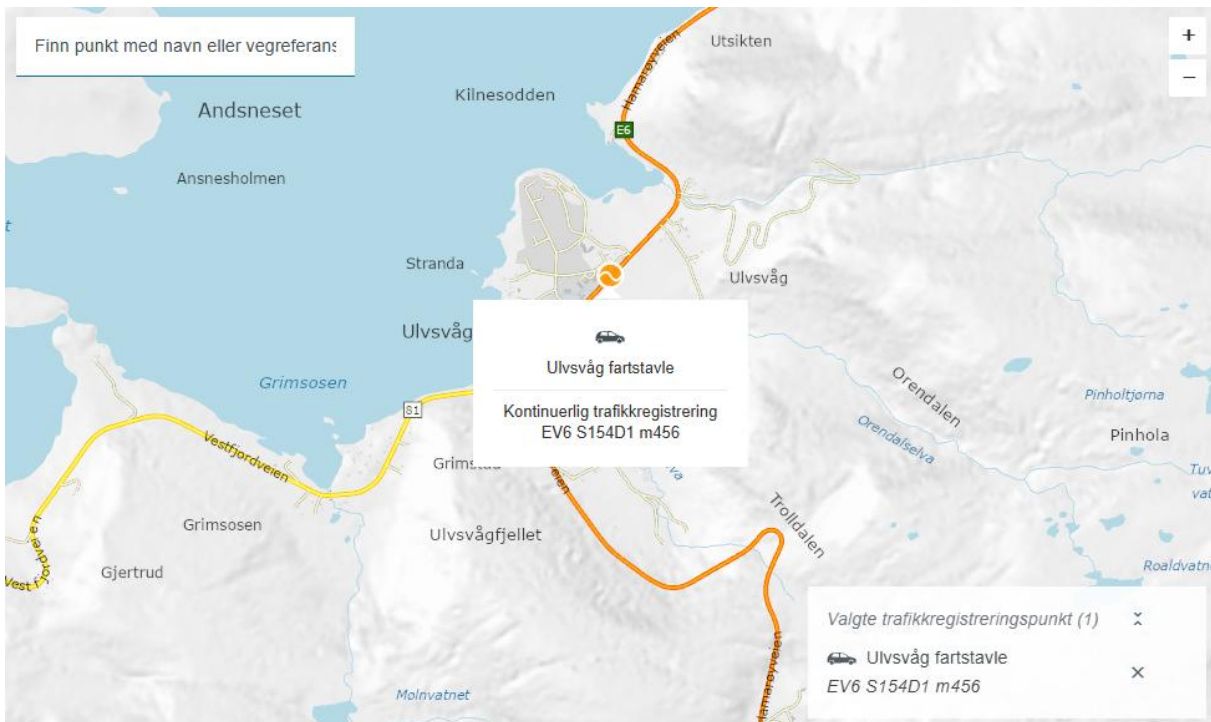 Finn punkt med navn eller vegreferans
+
−
Utsikten
Hamarøyveien
Kilnesodden
Andsneset
E6
Ansnesholmen
Stranda
Ulvsvåg
Ulvsvåg
Ulvsvåg fartstavle
Kontinuerlig trafikkregistrering
EV6 S154D1 m456
Grimsosen
81
Vestfjordveien
Orendalen
Orendalselva
Pinholtjørna
Pinhola
Grimsosen
Ulvsvågfjellet
Trolldalen
Gjertrud
Valgte trafikkregistreringspunkt (1)
Ulvsvåg fartstavle
EV6 S154D1 m456
Molnvatnet
Hamarøyveien